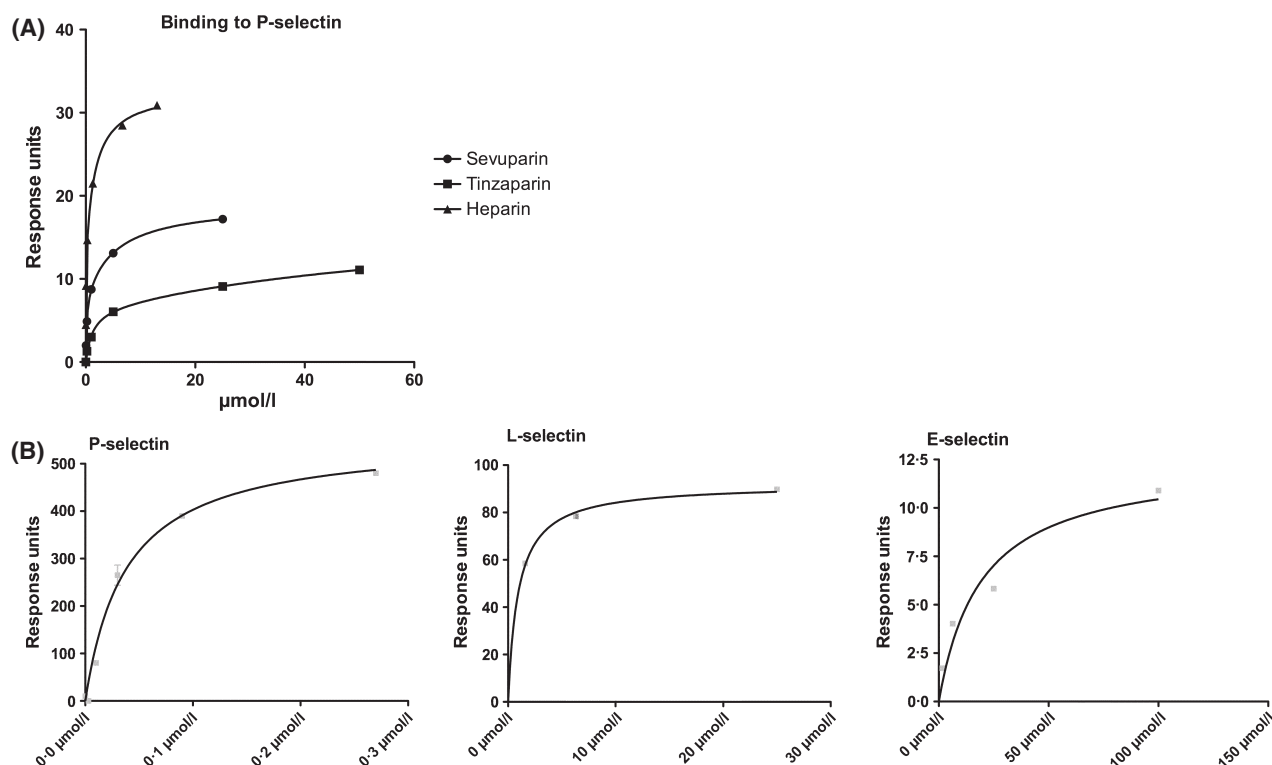 (A)
Binding to P-selectin
40
30
20
10
0
Response units
0 20 40 60
µmol/l
Sevuparin
Tinzaparin
Heparin
(B)
P-selectin
500
400
300
200
100
0
Response units
0·0 µmol/l
0·1 µmol/l
0·2 µmol/l
0·3 µmol/l
L-selectin
100
80
60
40
20
0
Response units
0 µmol/l
10 µmol/l
20 µmol/l
30 µmol/l
E-selectin
12·5
10·0
7·5
5·0
2·5
0·0
Response units
0 µmol/l
50 µmol/l
100 µmol/l
150 µmol/l